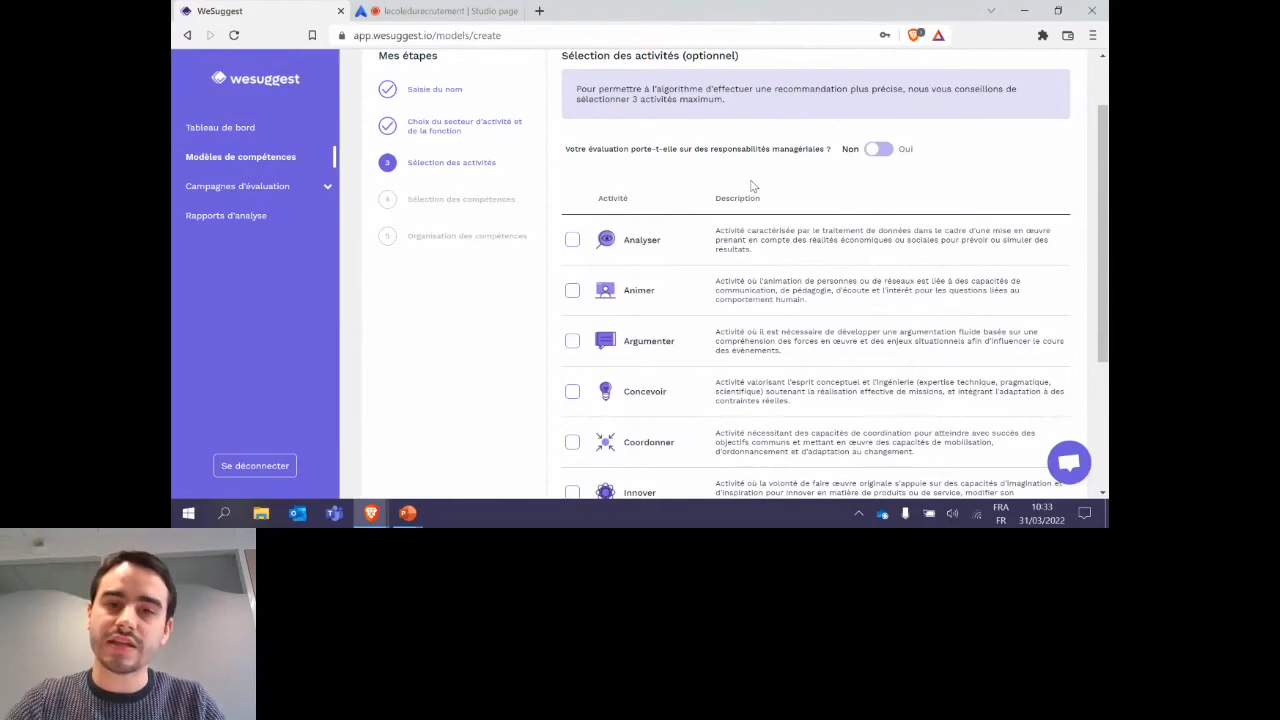 WeSuggest
lecoledurecrutement | Studio page
app.wesuggest.io/models/create
1
wesuggest
Tableau de bord
Modèles de compétences
Campagnes d'évaluation
Rapports d'analyse
Se déconnecter
Mes étapes
Saisie du nom
Choix du secteur d'activité et
de la fonction
3 Sélection des activités
4 Sélection des compétences
5 Organisation des compétences
Sélection des activités (optionnel)
Pour permettre à l'algorithme d'effectuer une recommandation plus précise, nous vous conseillons de
sélectionner 3 activités maximum.
Votre évaluation porte-t-elle sur des responsabilités managériales ? Non Oui
Activité Description
Analyser
Activité caractérisée par le traitement de données dans le cadre d'une mise en œuvre
prenant en compte des réalités économiques ou sociales pour prévoir ou simuler des
résultats.
Animer
Activité où l'animation de personnes ou de réseaux est liée à des capacités de
communication, de pédagogie, d'écoute et l'intérêt pour les questions liées au
comportement humain.
Argumenter
Activité où il est nécessaire de développer une argumentation fluide basée sur une
compréhension des forces en œuvre et des enjeux situationnels afin d'influencer le cours
des évènements.
Concevoir
Activité valorisant l'esprit conceptuel et l'ingénierie (expertise technique, pragmatique,
scientifique) soutenant la réalisation effective de missions, et intégrant l'adaptation à des
contraintes réelles.
Coordonner
Activité nécessitant des capacités de coordination pour atteindre avec succès des
objectifs communs et mettant en œuvre des capacités de mobilisation,
d'ordonnancement et d'adaptation au changement.
Innover
Activité où la volonté de faire œuvre originale s'appuie sur des capacités d'imagination et
d'inspiration pour innover en matière de produits ou de service, modifier son
FRA
FR
10:33
31/03/2022